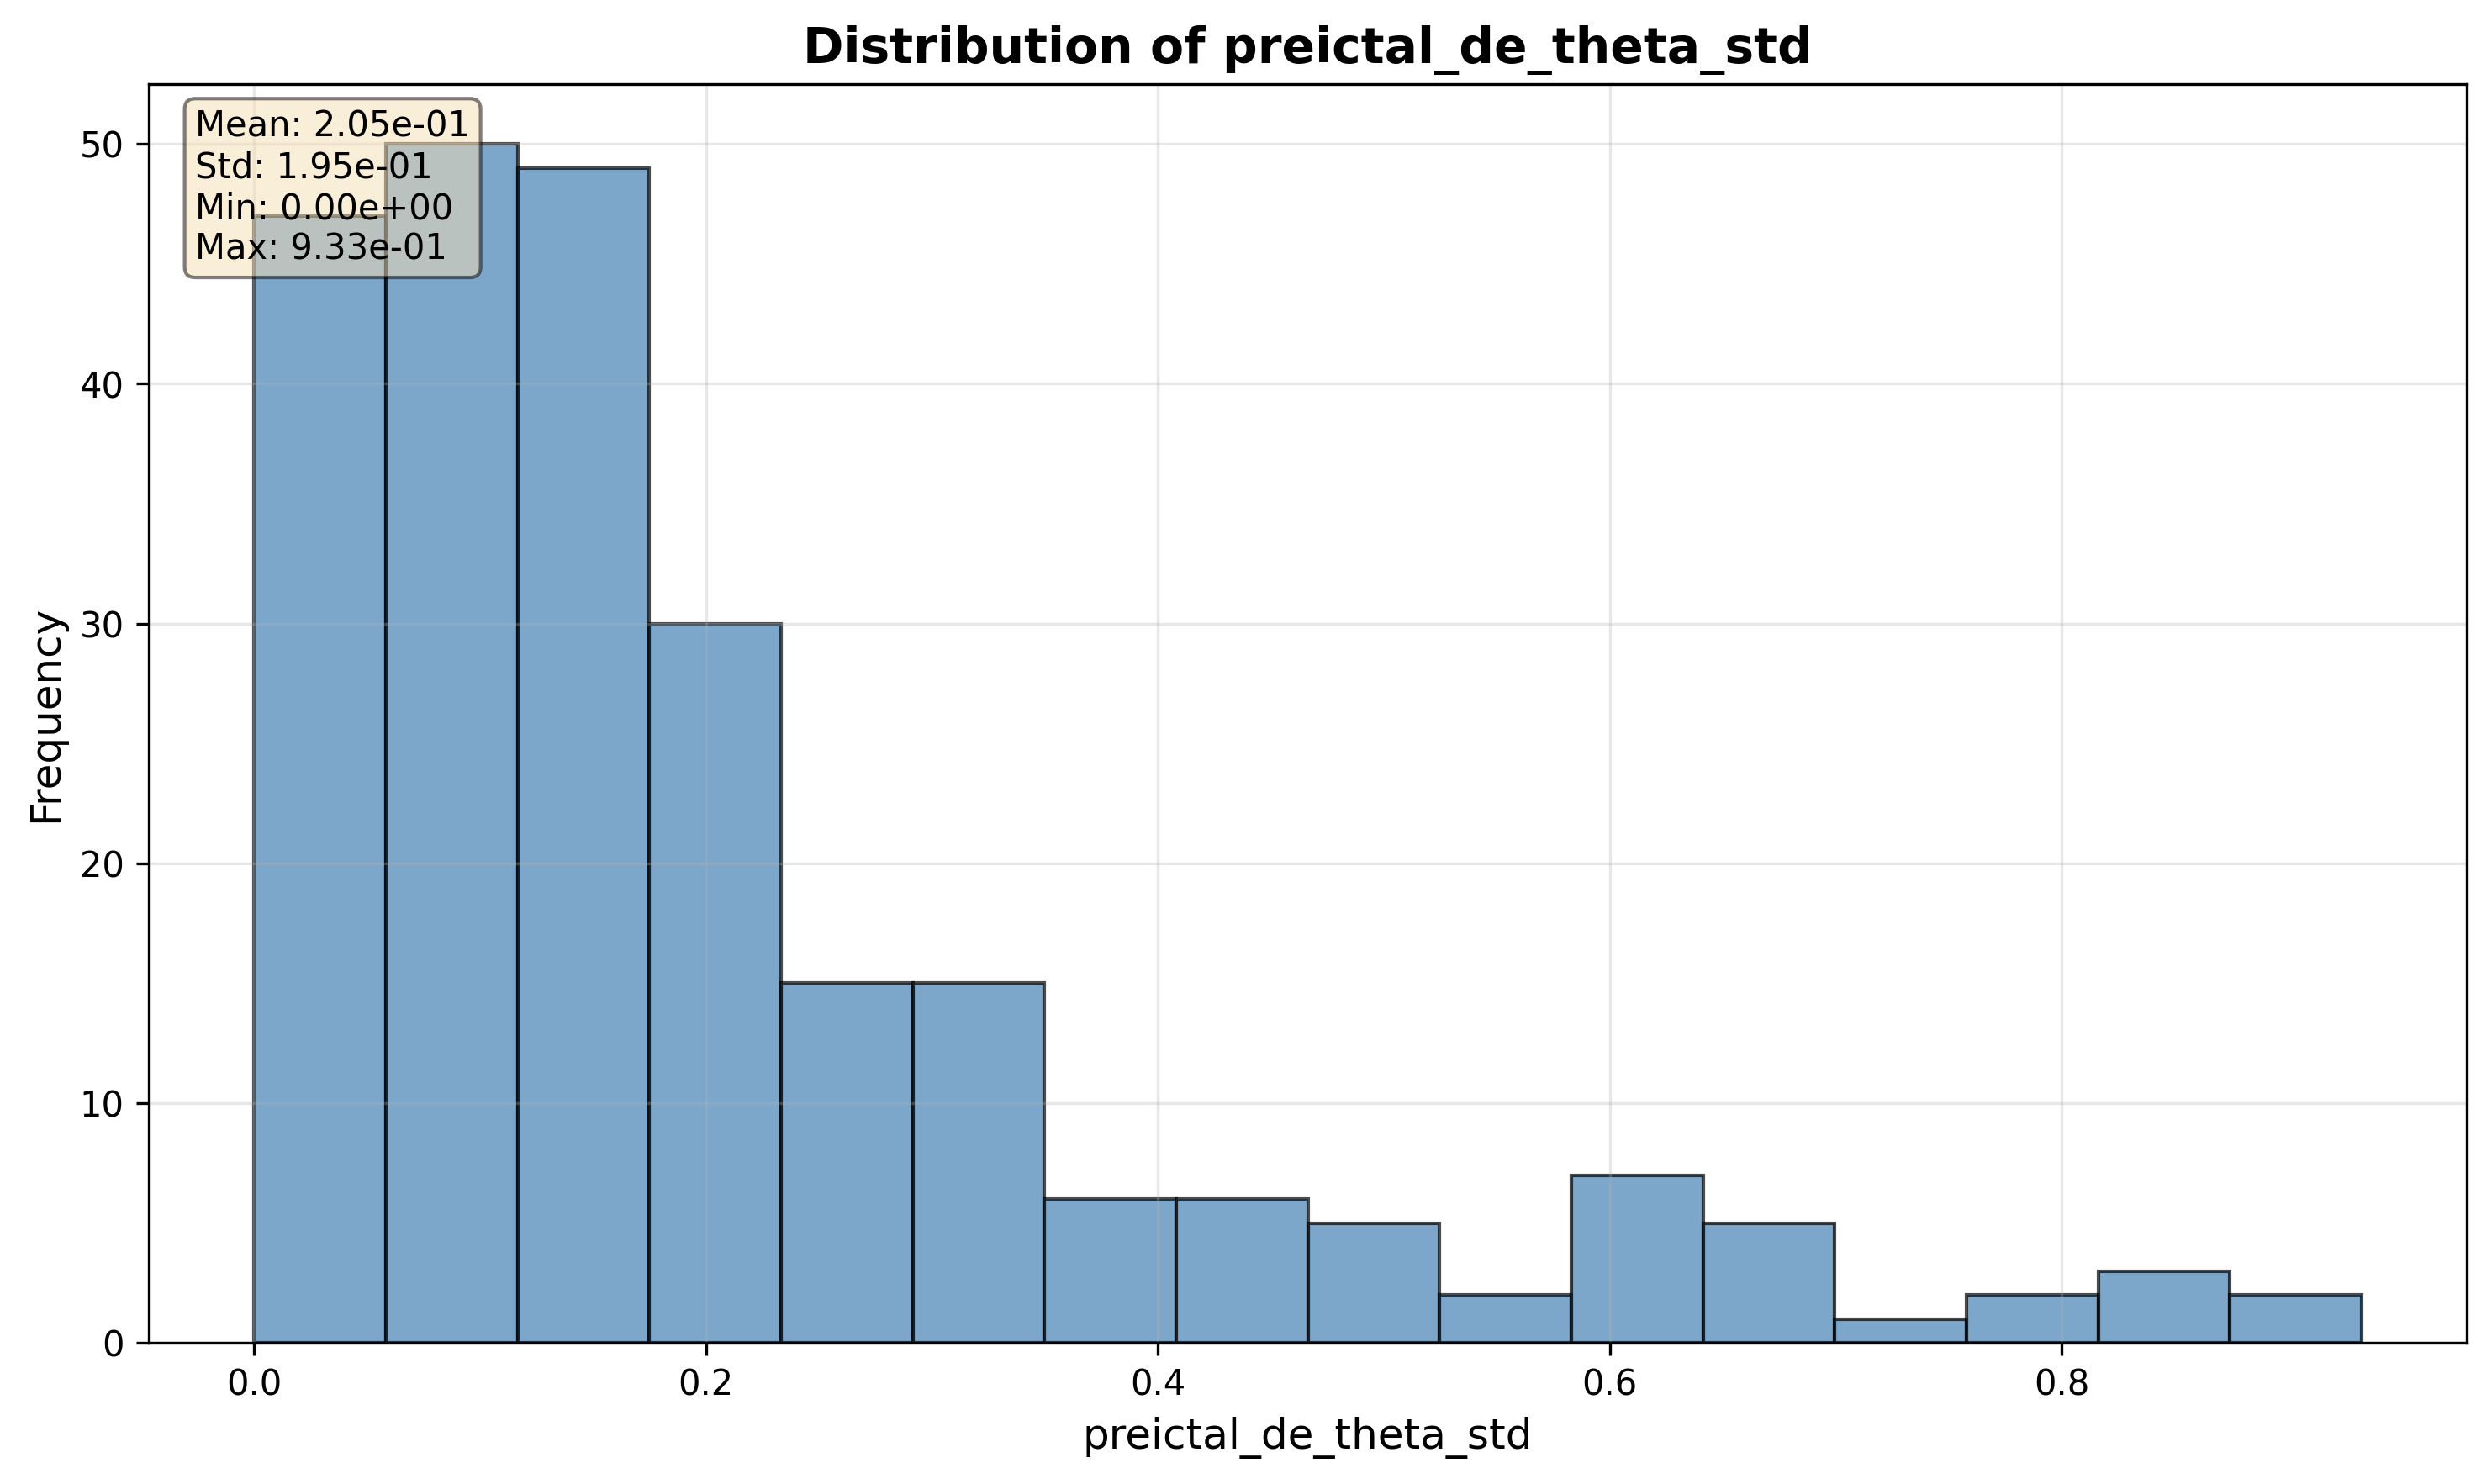 Distribution of preictal_de_theta_std
Mean: 2.05e-01
Std: 1.95e-01
Min: 0.00e+00
Max: 9.33e-01
50
40
30
20
10
0
Frequency
0.0 0.2 0.4 0.6 0.8
preictal_de_theta_std